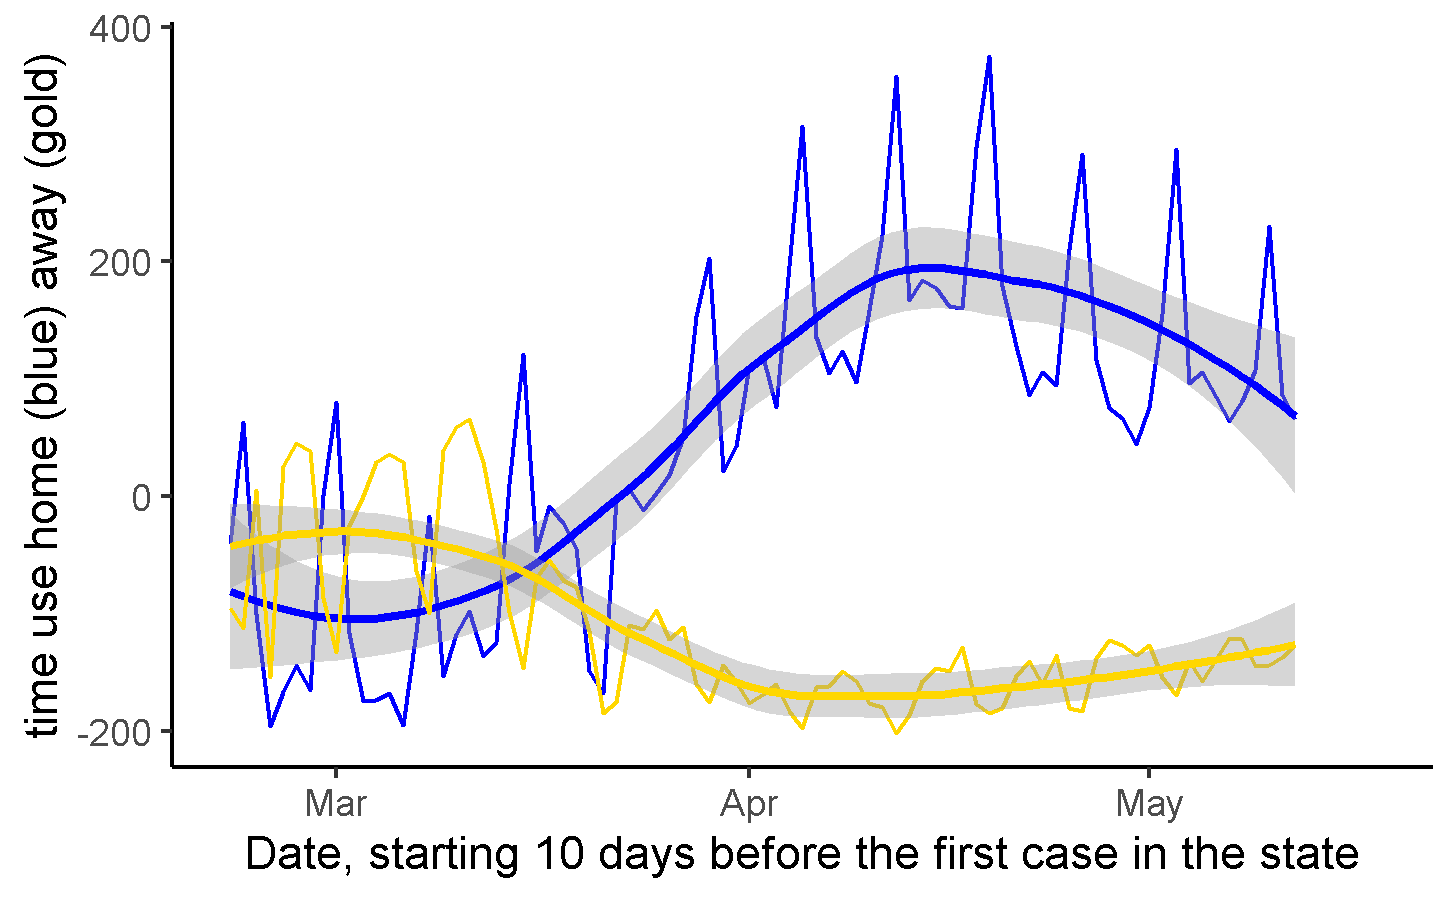 time use home (blue) away (gold)
400
200
0
-200
Mar
Apr
May
Date, starting 10 days before the first case in the state